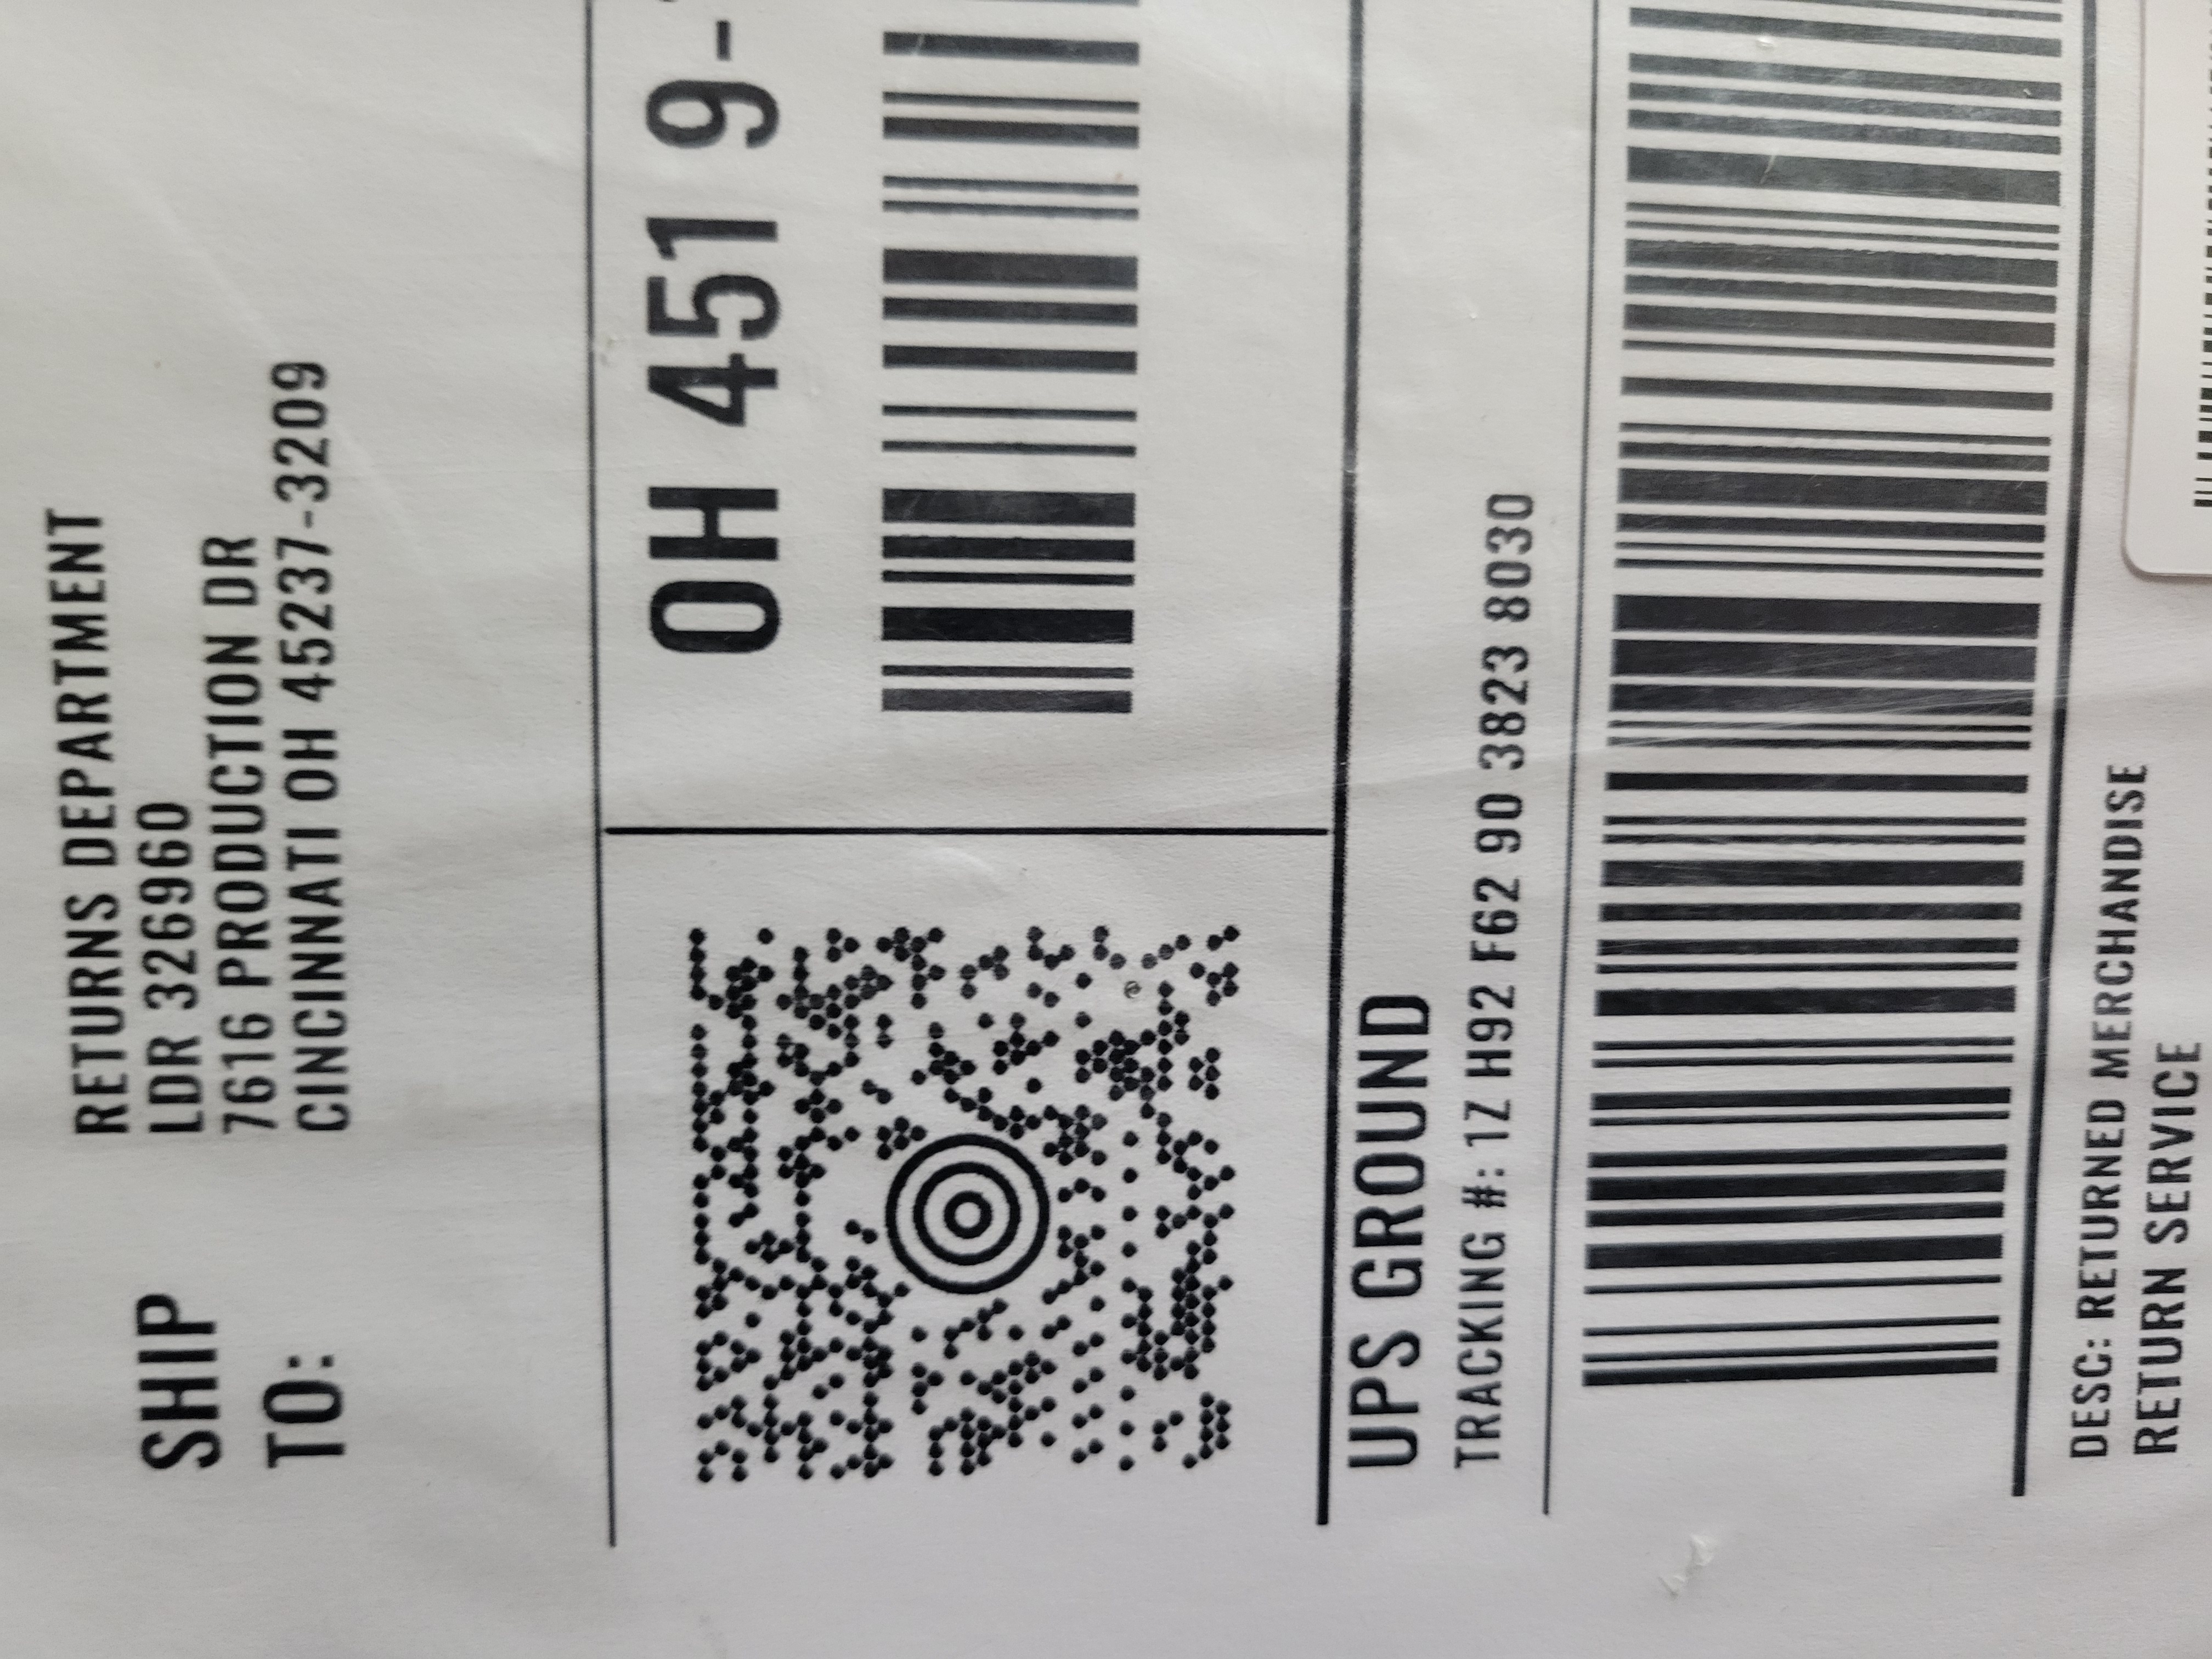 RETURNS DEPARTMENT
LDR 326960
7616 PRODUCTION DR
CINCINNATI OH 45237-3209
SHIP
TO:
OH 451 9-
UPS GROUND
TRACKING #: 1Z H92 F62 90 3823 8030
DESC: RETURNED MERCHANDISE
RETURN SERVICE